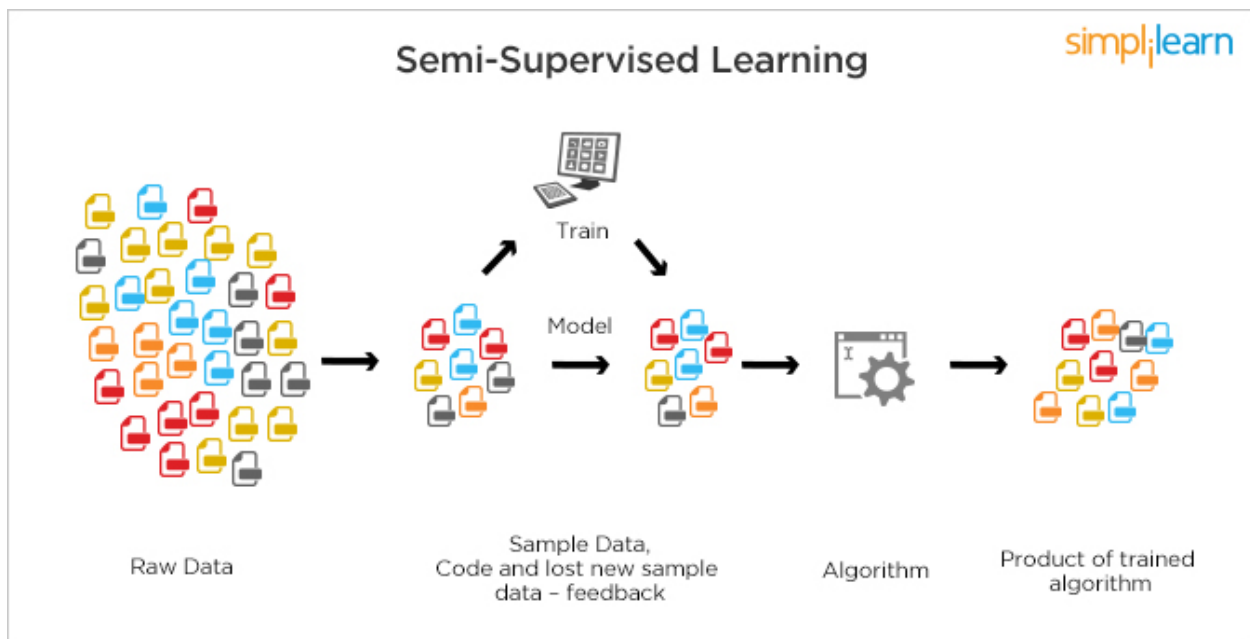 simplilearn
Semi-Supervised Learning
Train
Model
Raw Data
Sample Data,
Code and lost new sample
data – feedback
Algorithm
Product of trained
algorithm